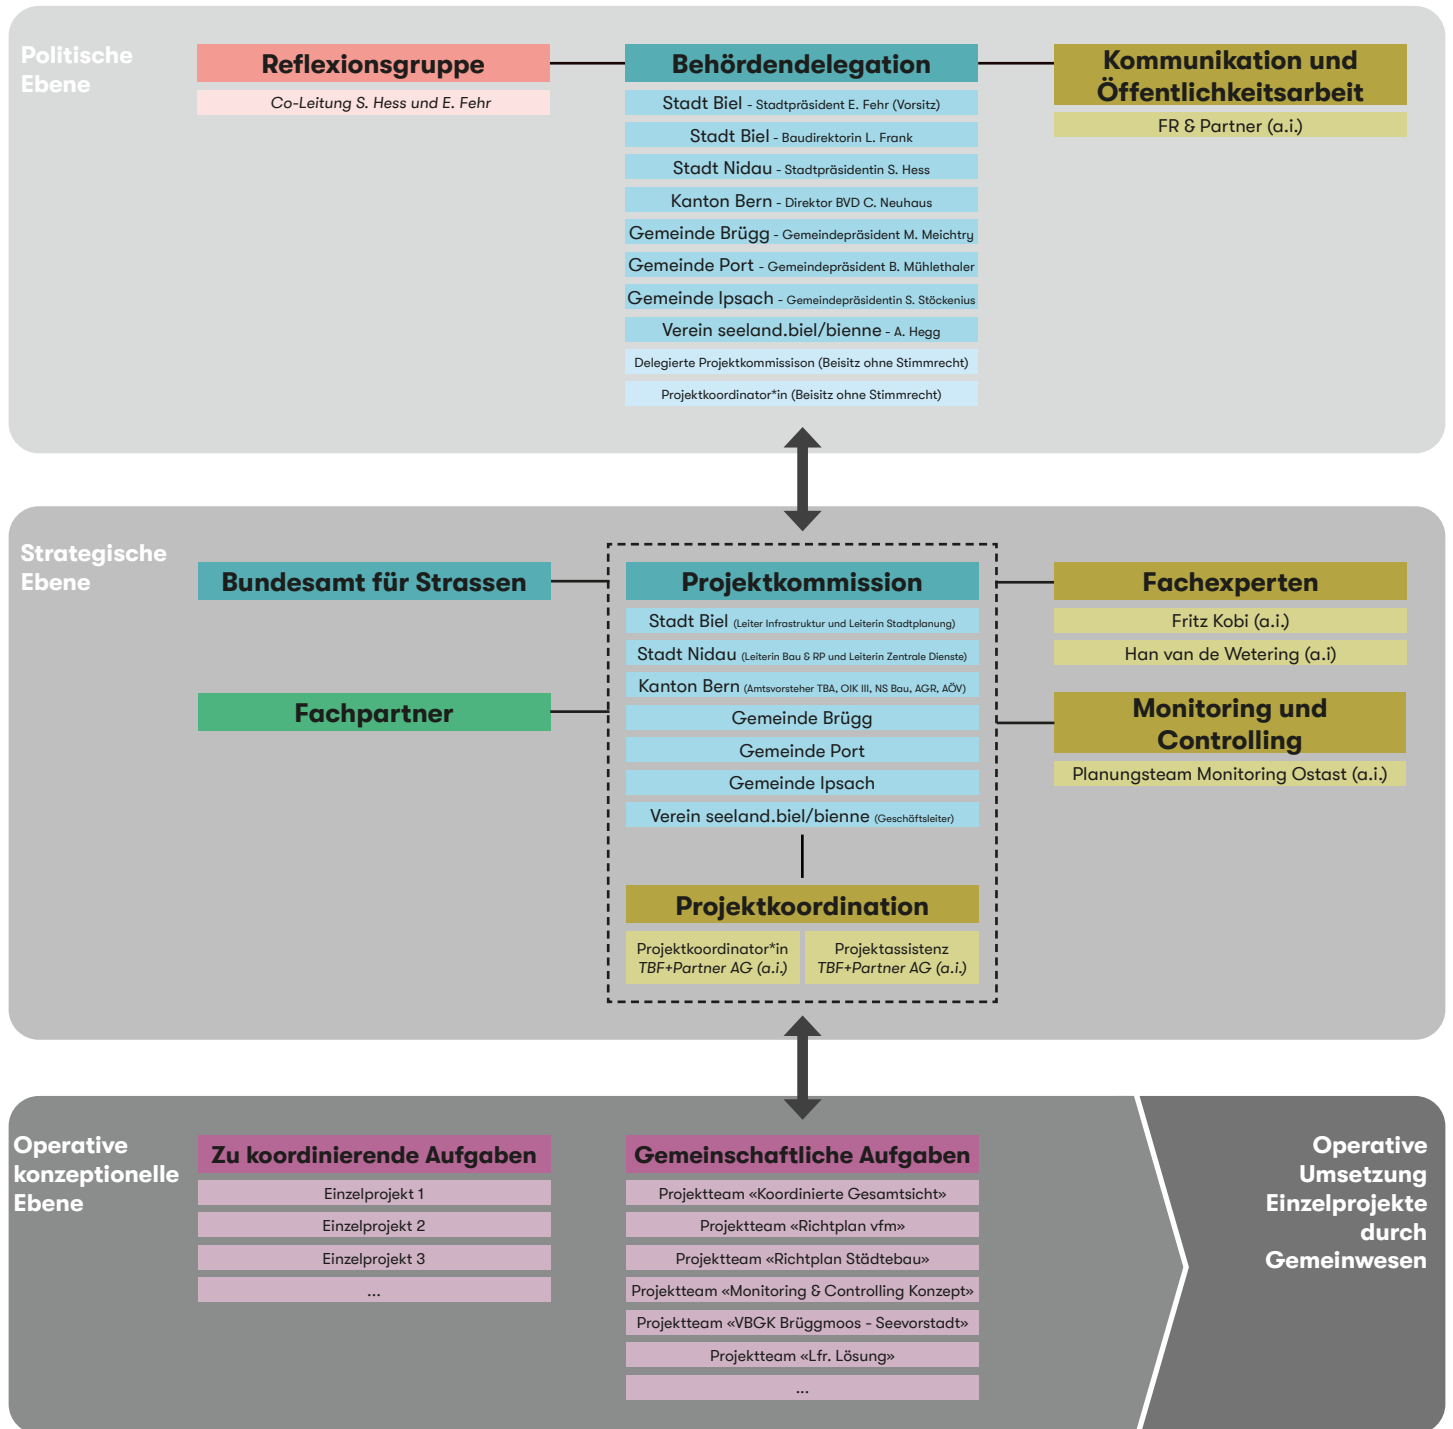 Politische
Ebene
Reflexionsgruppe
Co-Leitung S. Hess und E. Fehr
Behördendelegation
Stadt Biel - Stadtpräsident E. Fehr (Vorsitz)
Stadt Biel - Baudirektorin L. Frank
Stadt Nidau - Stadtpräsidentin S. Hess
Kanton Bern - Direktor BVD C. Neuhaus
Gemeinde Brügg - Gemeindepräsident M. Meichtry
Gemeinde Port - Gemeindepräsident B. Mühlethaler
Gemeinde Ipsach - Gemeindepräsidentin S. Stöckenius
Verein seeland.biel/bienne - A. Hegg
Delegierte Projektkommissison (Beisitz ohne Stimmrecht)
Projektkoordinator*in (Beisitz ohne Stimmrecht)
Kommunikation und
Öffentlichkeitsarbeit
FR & Partner (a.i.)
Strategische
Ebene
Bundesamt für Strassen
Fachpartner
Projektkommission
Stadt Biel (Leiter Infrastruktur und Leiterin Stadtplanung)
Stadt Nidau (Leiterin Bau & RP und Leiterin Zentrale Dienste)
Kanton Bern (Amtsvorsteher TBA, OIK III, NS Bau, AGR, AÖV)
Gemeinde Brügg
Gemeinde Port
Gemeinde Ipsach
Verein seeland.biel/bienne (Geschäftsleiter)
Projektkoordination
Projektkoordinator*in
TBF+Partner AG (a.i.)
Projektassistenz
TBF+Partner AG (a.i.)
Fachexperten
Fritz Kobi (a.i.)
Han van de Wetering (a.i)
Monitoring und
Controlling
Planungsteam Monitoring Ostast (a.i.)
Operative
konzeptionelle
Ebene
Zu koordinierende Aufgaben
Einzelprojekt 1
Einzelprojekt 2
Einzelprojekt 3
...
Gemeinschaftliche Aufgaben
Projektteam «Koordinierte Gesamtsicht»
Projektteam «Richtplan vfm»
Projektteam «Richtplan Städtebau»
Projektteam «Monitoring & Controlling Konzept»
Projektteam «VBGK Brüggmoos - Seevorstadt»
Projektteam «Lfr. Lösung»
...
Operative
Umsetzung
Einzelprojekte
durch
Gemeinwesen